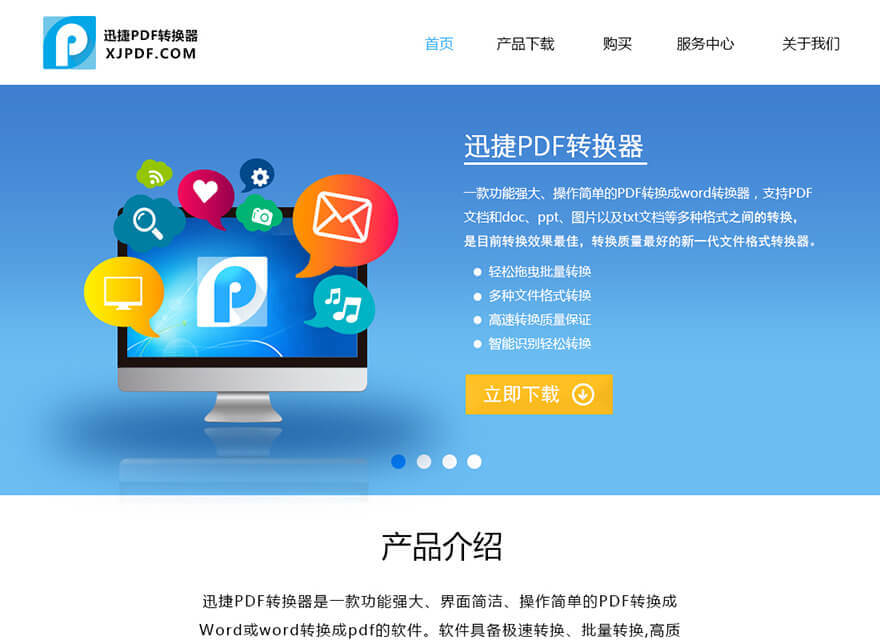 迅捷PDF转换器
XJPDF.COM
首页 产品下载 购买 服务中心 关于我们
迅捷PDF转换器
一款功能强大、操作简单的PDF转换成word转换器，支持PDF
文档和doc、ppt、图片以及txt文档等多种格式之间的转换，
是目前转换效果最佳，转换质量最好的新一代文件格式转换器。
轻松拖曳批量转换
多种文件格式转换
高速转换质量保证
智能识别轻松转换
立即下载
产品介绍
迅捷PDF转换器是一款功能强大、界面简洁、操作简单的PDF转换成
Word或word转换成pdf的软件。软件具备极速转换、批量转换,高质